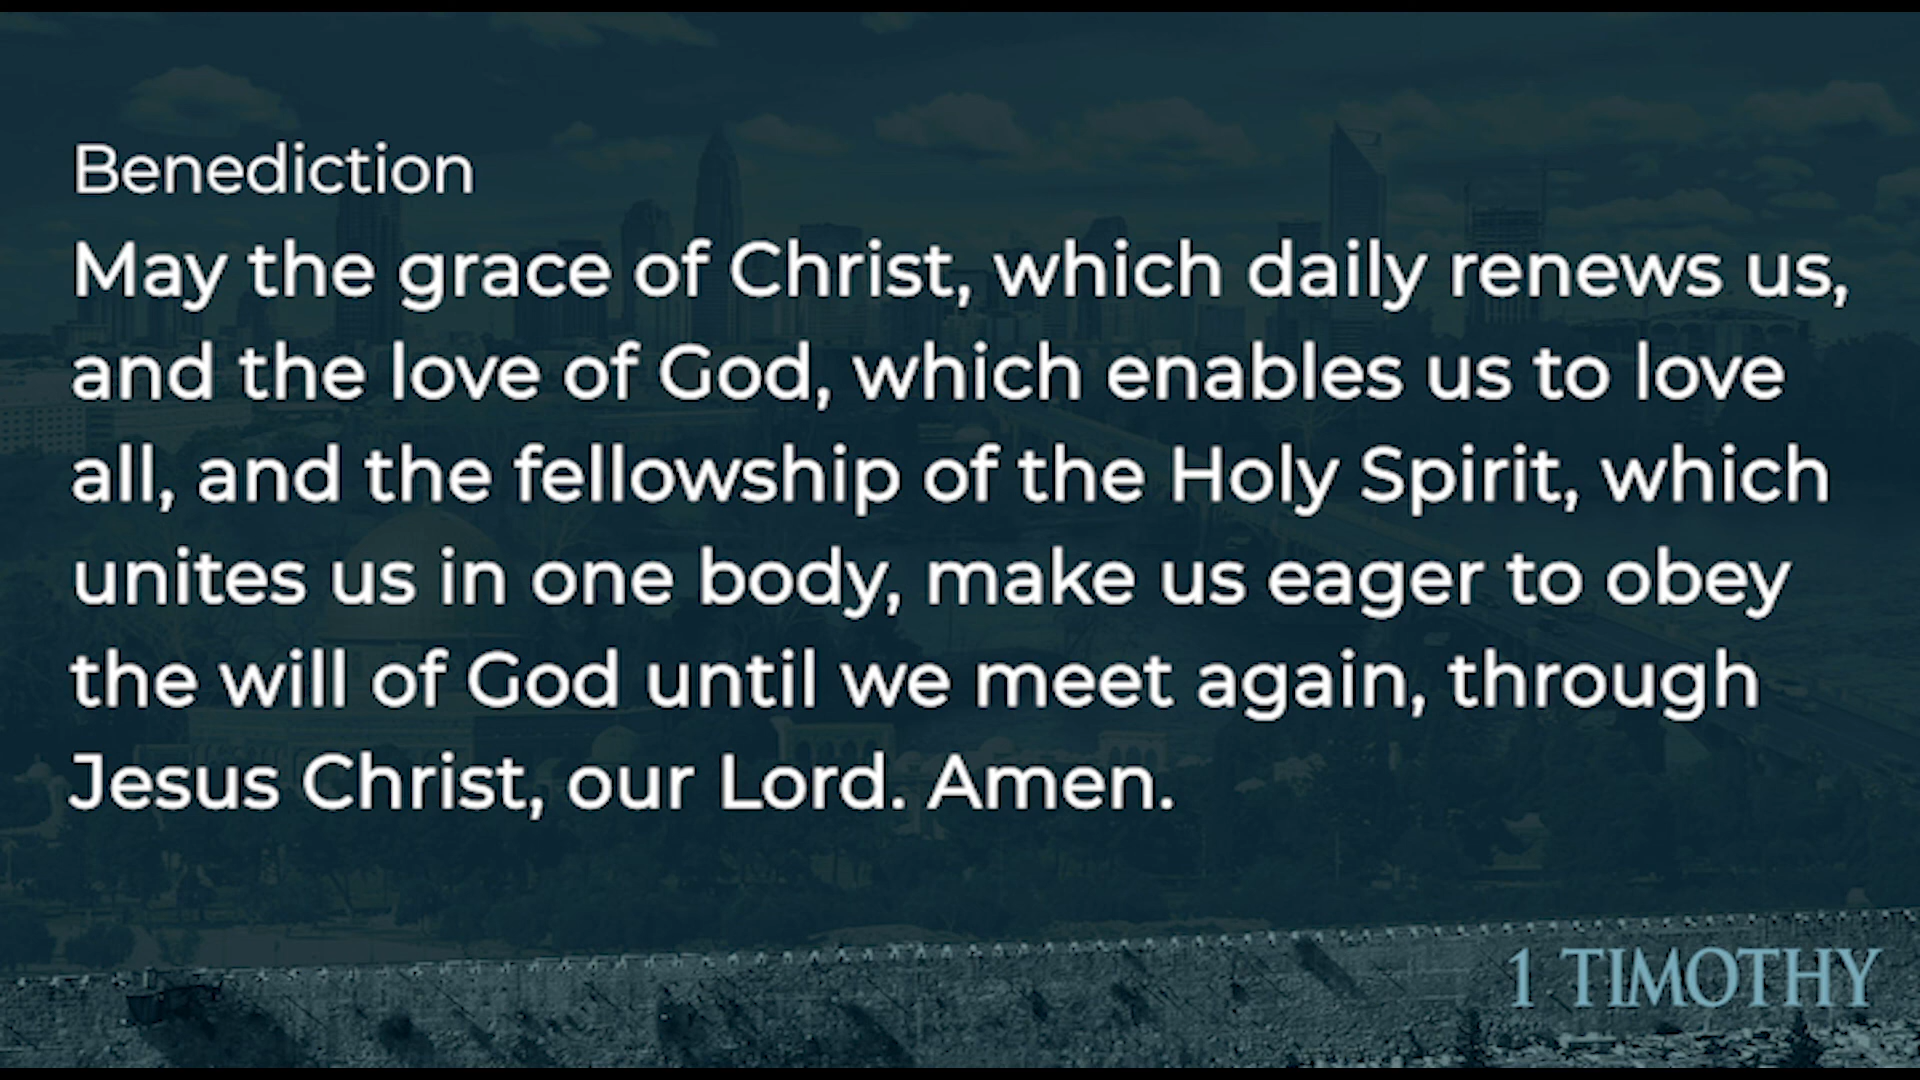 Benediction
May the grace of Christ, which daily renews us,
and the love of God, which enables us to love
all, and the fellowship of the Holy Spirit, which
unites us in one body, make us eager to obey
the will of God until we meet again, through
Jesus Christ, our Lord. Amen.
1 TIMOTHY